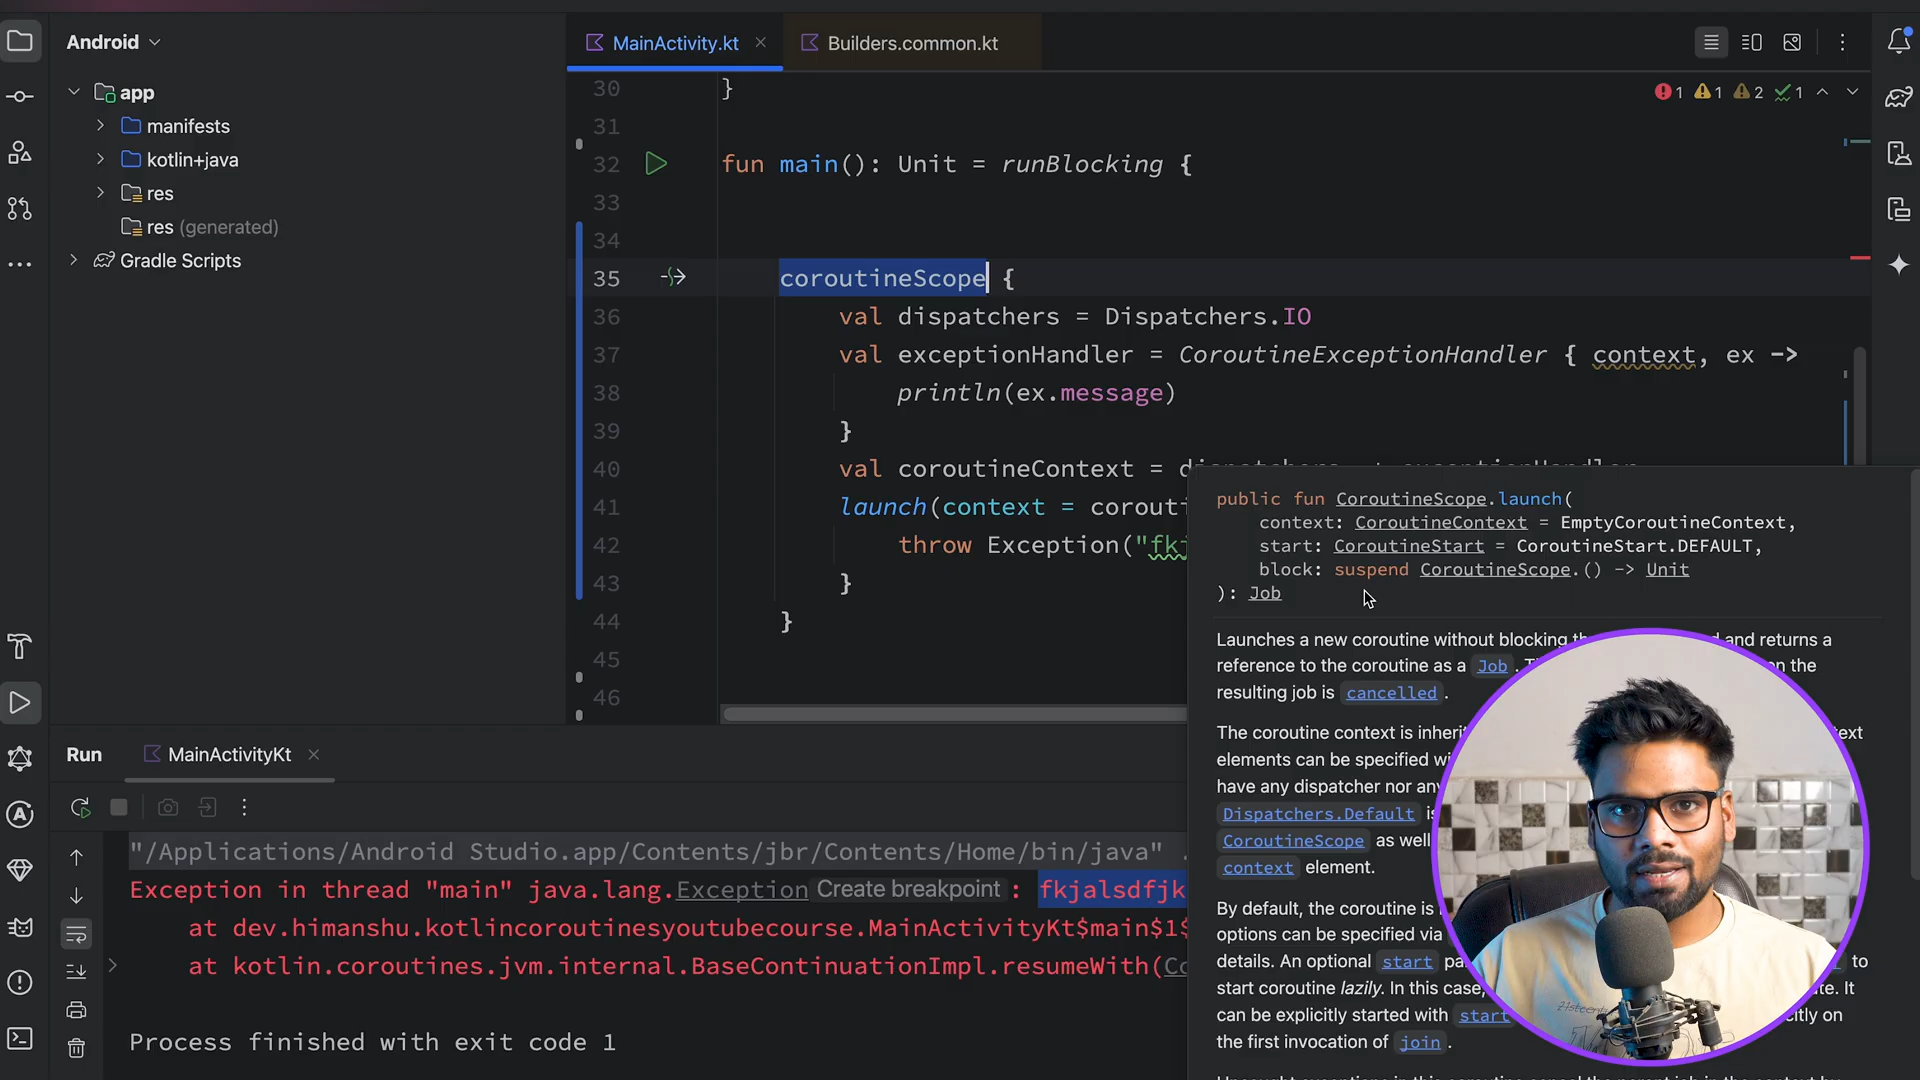 Android
MainActivity.kt
Builders.common.kt
app
manifests
kotlin+java
res
res (generated)
Gradle Scripts
1 1 2 1
30 }
31
32 fun main(): Unit = runBlocking {
33
34
35 coroutineScope {
36 val dispatchers = Dispatchers.IO
37 val exceptionHandler = CoroutineExceptionHandler { context, ex ->
38 println(ex.message)
39 }
40 val coroutineContext = dispatchers + exceptionHandler
41 launch(context = corouti
42 throw Exception("fkj
43 }
44 }
45
46
public fun CoroutineScope.launch(
context: CoroutineContext = EmptyCoroutineContext,
start: CoroutineStart = CoroutineStart.DEFAULT,
block: suspend CoroutineScope.() -> Unit
): Job
Launches a new coroutine without blocking and returns a
reference to the coroutine as a Job . on the
resulting job is cancelled .
The coroutine context is
elements can be specified
have any dispatcher nor
Dispatchers.Default
CoroutineScope as well
context element.
By default, the coroutine is
options can be specified via
details. An optional start to
start coroutine lazily. In this case, It
can be explicitly started with start on
the first invocation of join .
Run
MainActivityKt
"/Applications/Android Studio.app/Contents/jbr/Contents/Home/bin/java" .
Exception in thread "main" java.lang.Exception Create breakpoint : fkjalsdfjk
at dev.himanshu.kotlincoroutinesyoutubecourse.MainActivityKt$main$1$
at kotlin.coroutines.jvm.internal.BaseContinuationImpl.resumeWith(Co
Process finished with exit code 1